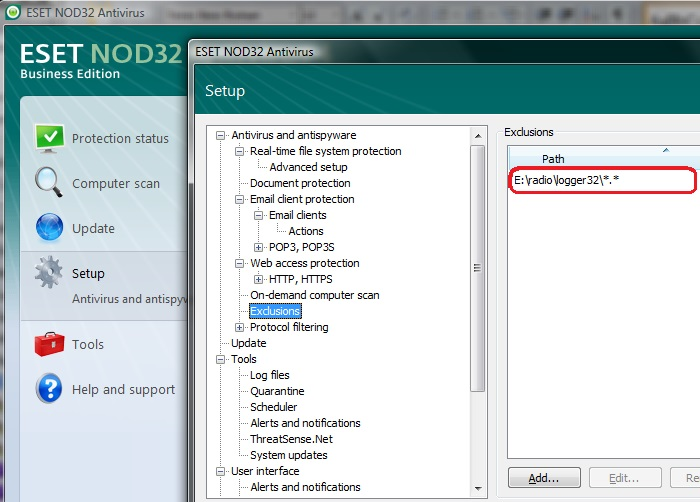 ESET NOD32 Antivirus
ESET NOD32
Business Edition
Protection status
Computer scan
Update
Setup
Antivirus and antispyw
Tools
Help and support
ESET NOD32 Antivirus
Setup
Antivirus and antispyware
Real-time file system protection
Advanced setup
Document protection
Email client protection
Email clients
Actions
POP3, POP3S
Web access protection
HTTP, HTTPS
On-demand computer scan
Exclusions
Protocol filtering
Update
Tools
Log files
Quarantine
Scheduler
Alerts and notifications
ThreatSense.Net
System updates
User interface
Alerts and notifications
Exclusions
Path
E:\radio\logger32\*.*
Add... Edit... Re